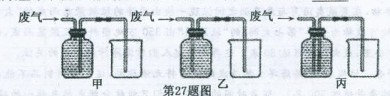 废气 废气 废气
甲 乙 丙
第27题图